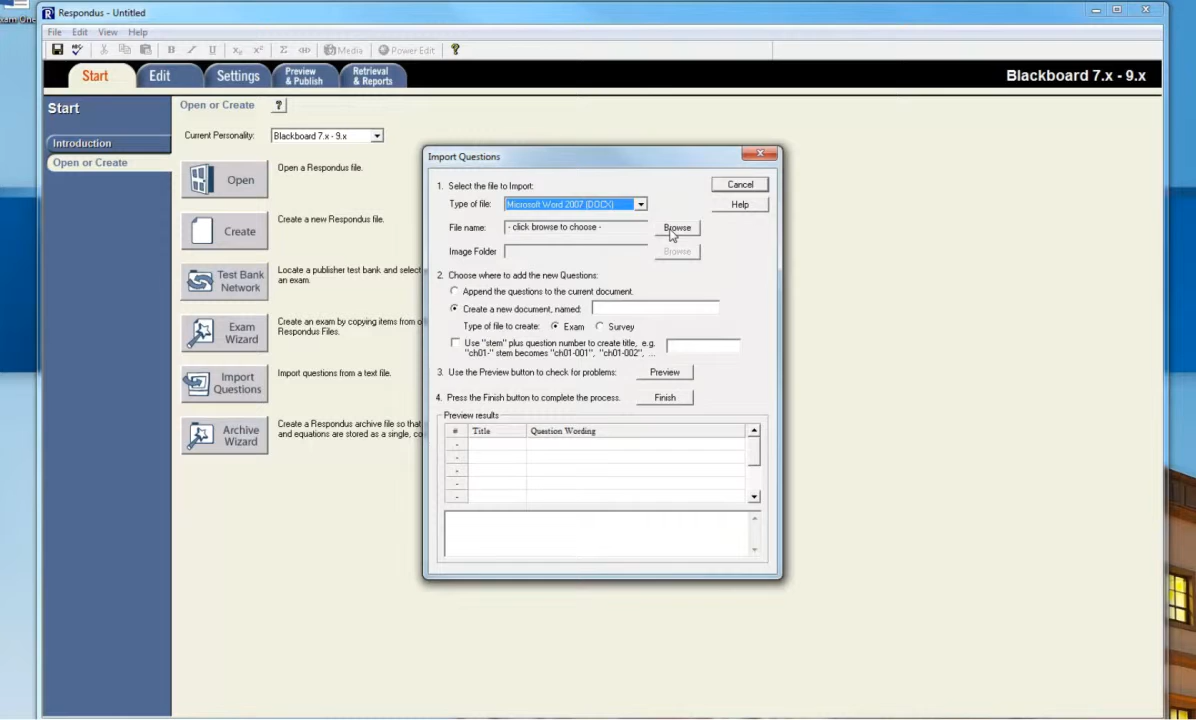 xam One
Respondus - Untitled
File Edit View Help
B I U Σ Media Power Edit ?
Start Edit Settings Preview & Publish Retrieval & Reports Blackboard 7.x - 9.x
Start
Introduction
Open or Create
Open or Create ?
Current Personality: Blackboard 7.x - 9.x
Open
Open a Respondus file.
Create
Create a new Respondus file.
Test Bank Network
Locate a publisher test bank and select
an exam.
Exam Wizard
Create an exam by copying items from o
Respondus Files.
Import Questions
Import questions from a text file.
Archive Wizard
Create a Respondus archive file so that
and equations are stored as a single, co
Import Questions
1. Select the file to Import: Cancel
Type of file: Microsoft Word 2007 (DOCX) Help
File name: - click browse to choose - Browse
Image Folder Browse
2. Choose where to add the new Questions:
Append the questions to the current document.
Create a new document, named:
Type of file to create: Exam Survey
Use "stem" plus question number to create title, e.g.
"ch01-" stem becomes "ch01-001", "ch01-002", ...
3. Use the Preview button to check for problems: Preview
4. Press the Finish button to complete the process. Finish
Preview results
# Title Question Wording
-
-
-
-
-